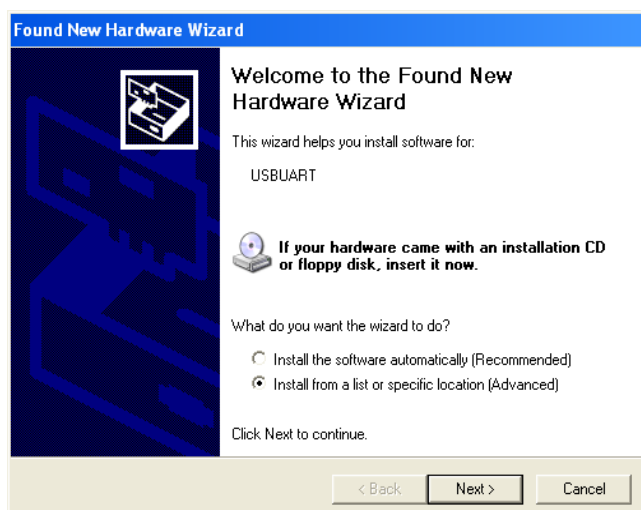 Found New Hardware Wizard
Welcome to the Found New
Hardware Wizard
This wizard helps you install software for:
USBUART
If your hardware came with an installation CD
or floppy disk, insert it now.
What do you want the wizard to do?
Install the software automatically (Recommended)
Install from a list or specific location (Advanced)
Click Next to continue.
< Back
Next >
Cancel